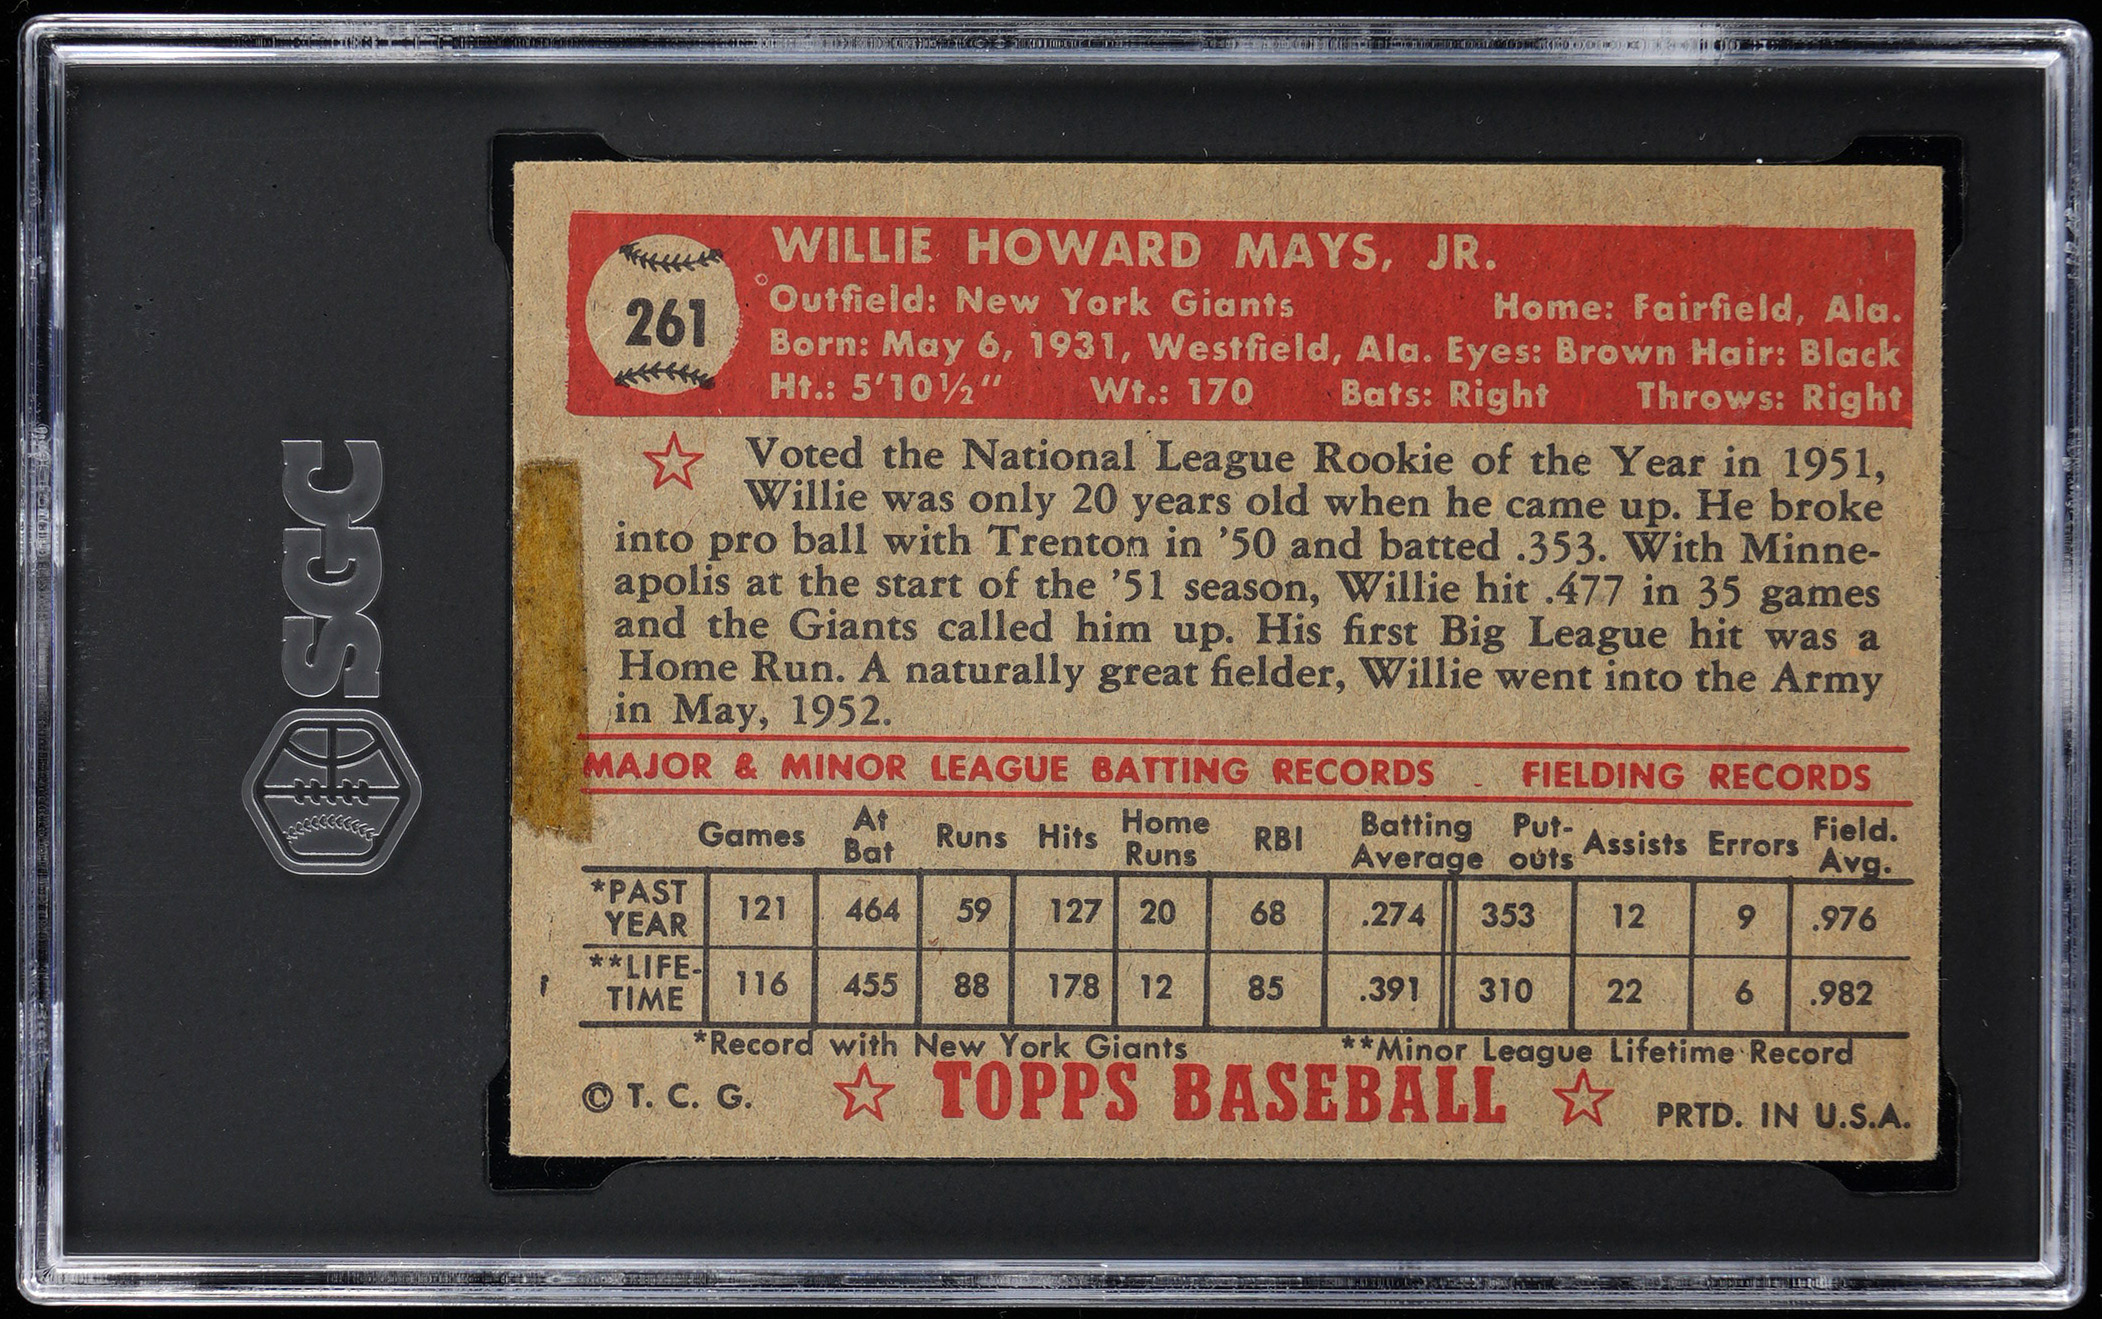 SGC
261
WILLIE HOWARD MAYS, JR.
Outfield: New York Giants Home: Fairfield, Ala.
Born: May 6, 1931, Westfield, Ala. Eyes: Brown Hair: Black
Ht.: 5'10½" Wt.: 170 Bats: Right Throws: Right
Voted the National League Rookie of the Year in 1951,
Willie was only 20 years old when he came up. He broke
into pro ball with Trenton in '50 and batted .353. With Minne-
apolis at the start of the '51 season, Willie hit .477 in 35 games
and the Giants called him up. His first Big League hit was a
Home Run. A naturally great fielder, Willie went into the Army
in May, 1952.
MAJOR & MINOR LEAGUE BATTING RECORDS - FIELDING RECORDS
Games At Bat Runs Hits Home Runs RBI Batting Average Put-outs Assists Errors Field. Avg.
*PAST YEAR 121 464 59 127 20 68 .274 353 12 9 .976
**LIFE-TIME 116 455 88 178 12 85 .391 310 22 6 .982
*Record with New York Giants **Minor League Lifetime Record
© T. C. G. TOPPS BASEBALL PRTD. IN U.S.A.